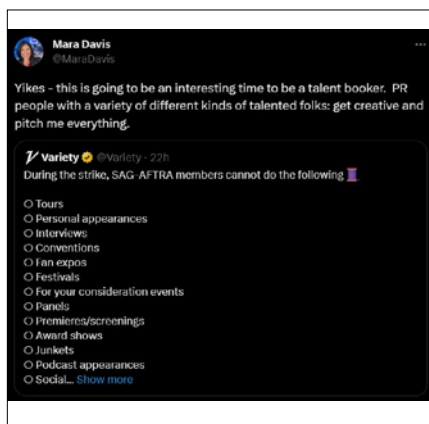 Mara Davis
@MaraDavis
Yikes - this is going to be an interesting time to be a talent booker. PR
people with a variety of different kinds of talented folks: get creative and
pitch me everything.
Variety @Variety · 22h
During the strike, SAG-AFTRA members cannot do the following
Tours
Personal appearances
Interviews
Conventions
Fan expos
Festivals
For your consideration events
Panels
Premieres/screenings
Award shows
Junkets
Podcast appearances
Social... Show more